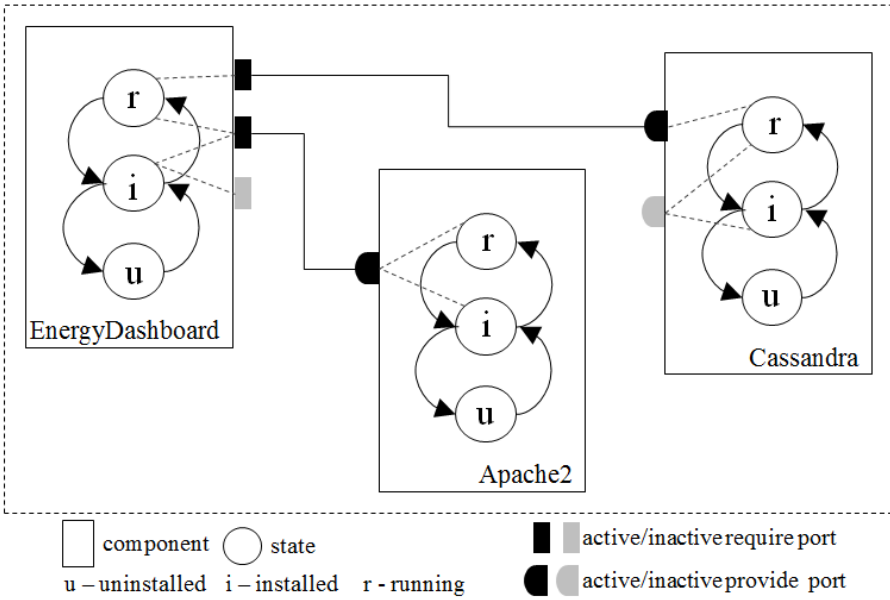 r
i
u
EnergyDashboard
r
i
u
Apache2
r
i
u
Cassandra
component
state
active/inactive require port
u – uninstalled i – installed r - running
active/inactive provide port